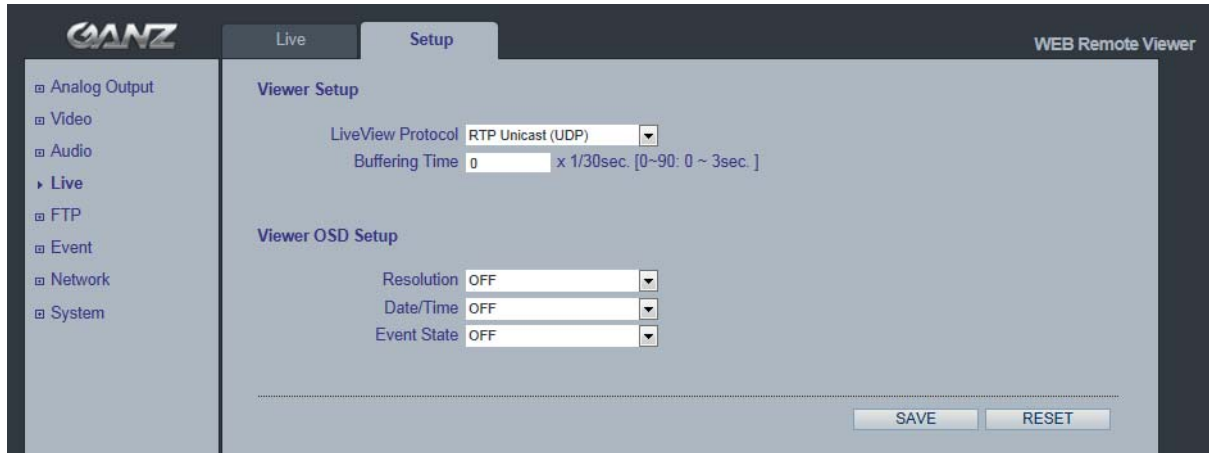 GANZ
Live
Setup
WEB Remote Viewer
Analog Output
Video
Audio
Live
FTP
Event
Network
System
Viewer Setup
LiveView Protocol RTP Unicast (UDP)
Buffering Time 0 x 1/30sec. [0~90: 0 ~ 3sec. ]
Viewer OSD Setup
Resolution OFF
Date/Time OFF
Event State OFF
SAVE RESET